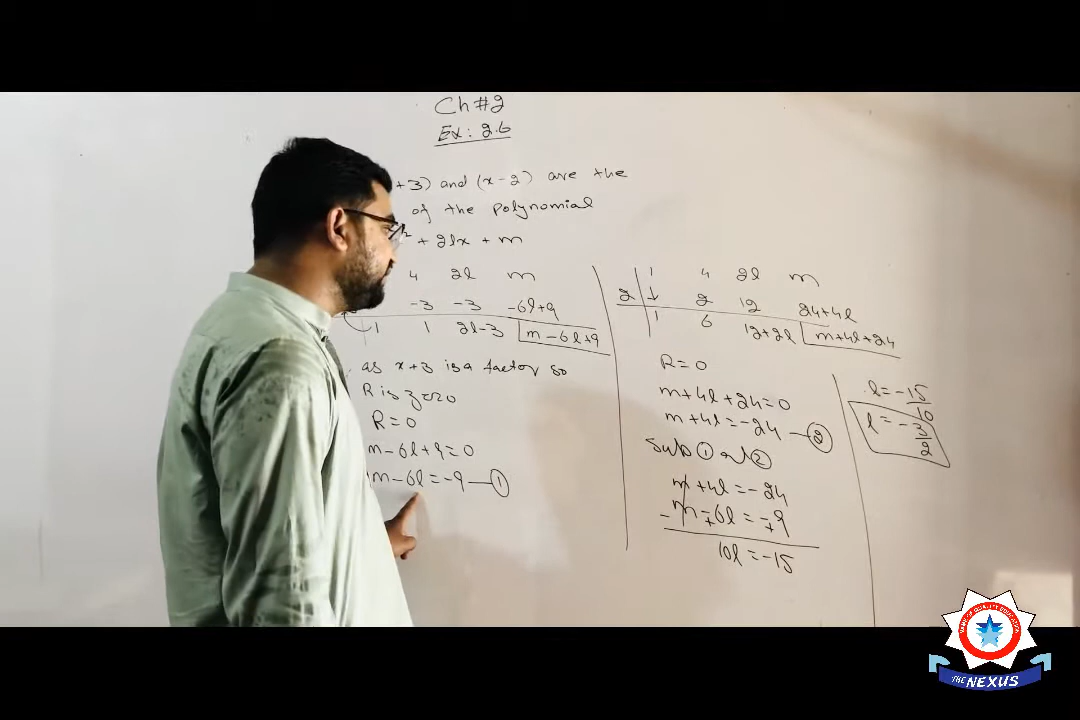 Ch #2
Ex: 2.6
+3) and (x-2) are the
of the polynomial
+ 2lx + m
4 2l m
-3 -3 -6l+9
1 1 2l-3 m-6l+9
as x+3 is a factor so
R is zero
R=0
m-6l+9=0
m-6l=-9 — ①
1 4 2l m
2 ↓ 2 12 24+4l
1 6 12+2l m+4l+24
R=0
m+4l+24=0
m+4l=-24 — ②
Sub ① ②
m+4l=-24
- m-6l=-9
+ +
10l=-15
l=-15/10
l=-3/2
THE NEXUS